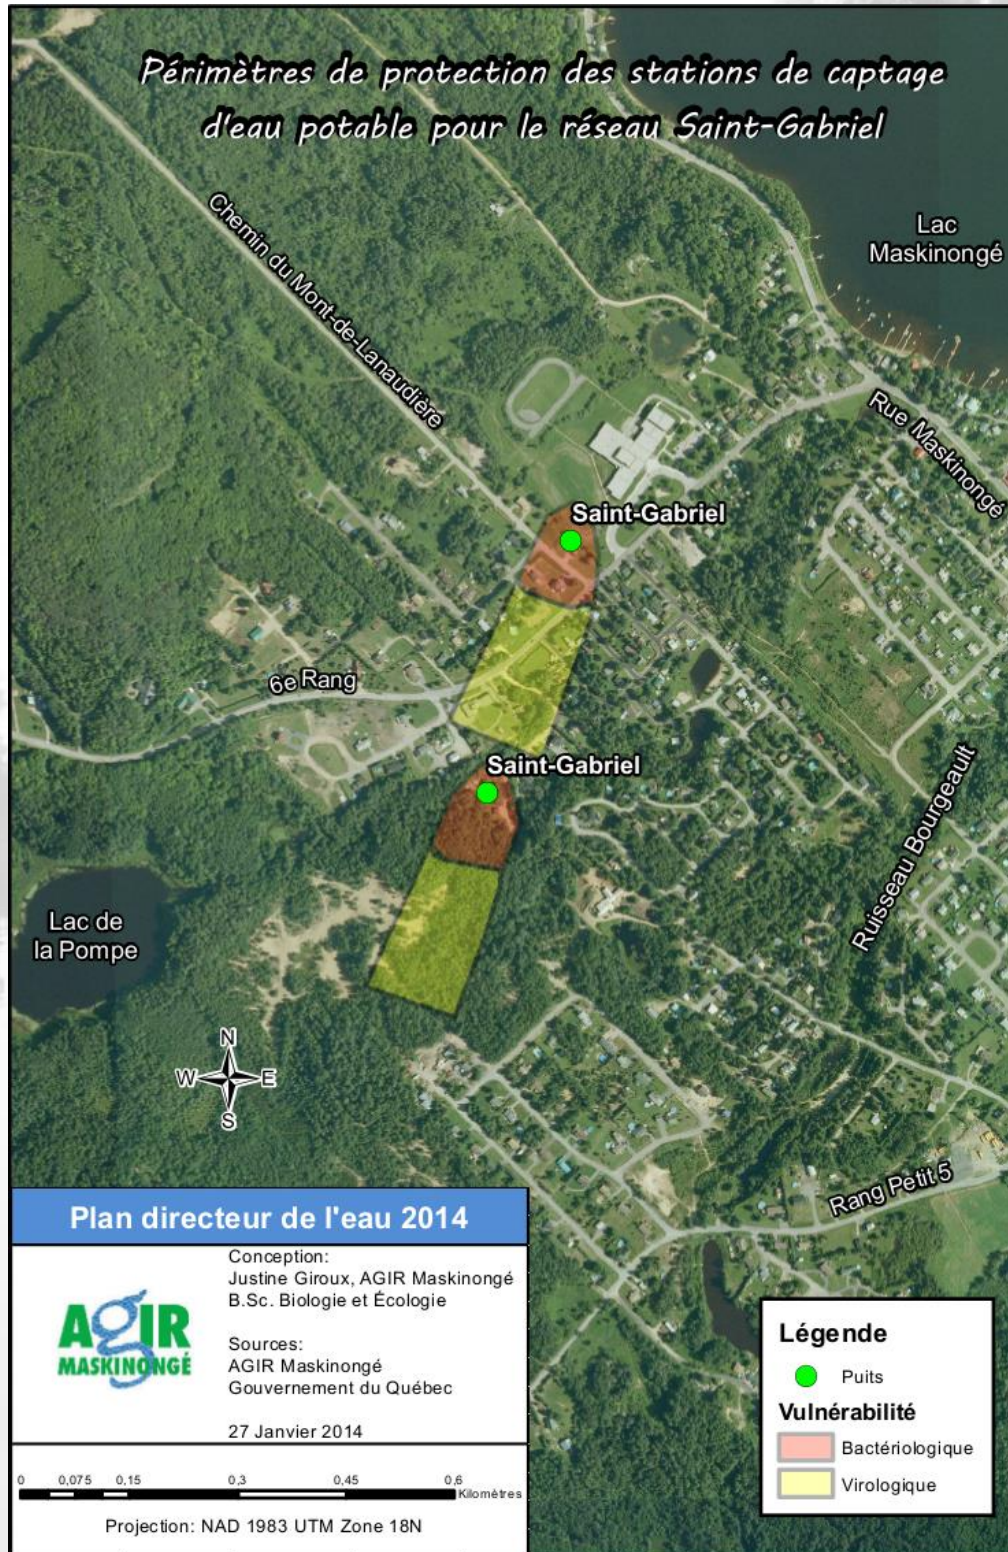 Périmètres de protection des stations de captage
d'eau potable pour le réseau Saint-Gabriel
Lac
Maskinongé
Chemin du Mont-de-Lanaudière
Rue Maskinongé
Saint-Gabriel
6e Rang
Saint-Gabriel
Ruisseau Bourgeault
Lac de
la Pompe
N
W
E
S
Rang Petit 5
Plan directeur de l'eau 2014
AGIR
MASKINONGÉ
Conception:
Justine Giroux, AGIR Maskinongé
B.Sc. Biologie et Écologie
Sources:
AGIR Maskinongé
Gouvernement du Québec
27 Janvier 2014
0 0,075 0,15 0,3 0,45 0,6
Kilomètres
Projection: NAD 1983 UTM Zone 18N
Légende
Puits
Vulnérabilité
Bactériologique
Virologique